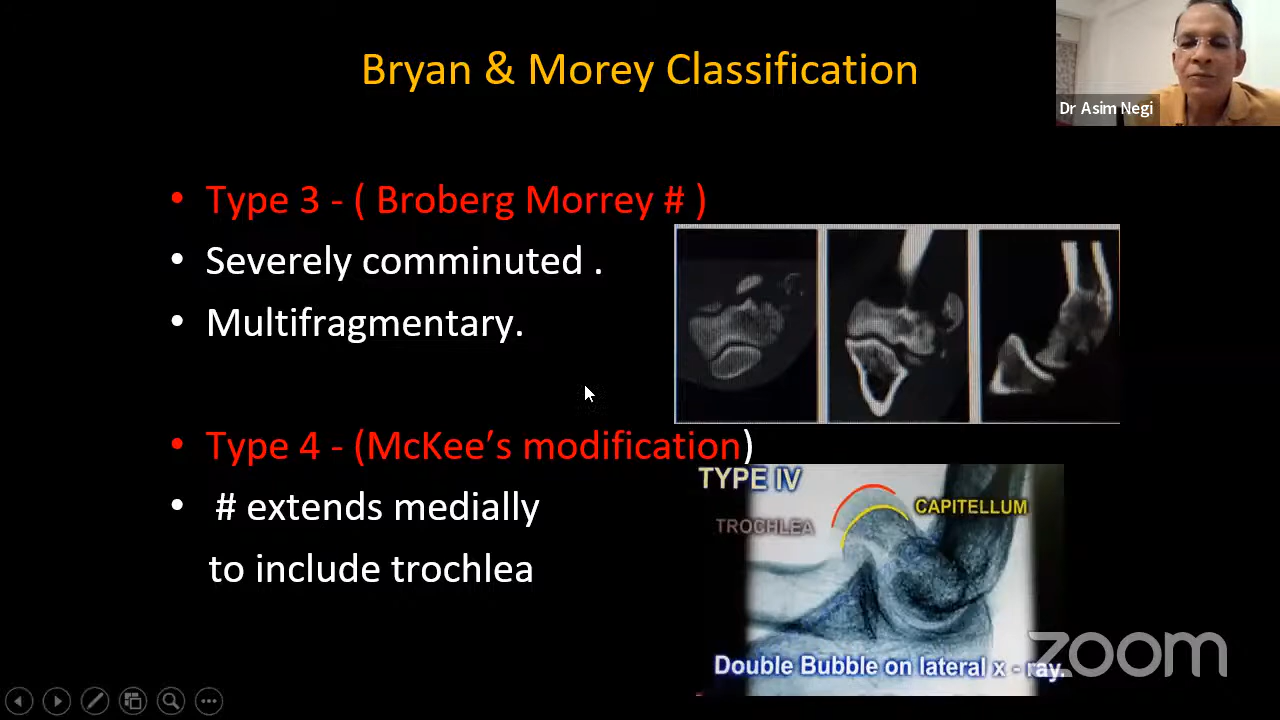 Bryan & Morey Classification
Dr Asim Negi
• Type 3 - ( Broberg Morrey # )
• Severely comminuted .
• Multifragmentary.
• Type 4 - (McKee’s modification)
• # extends medially
to include trochlea
TYPE IV
CAPITELLUM
TROCHLEA
Double Bubble on lateral x - ray.
zoom